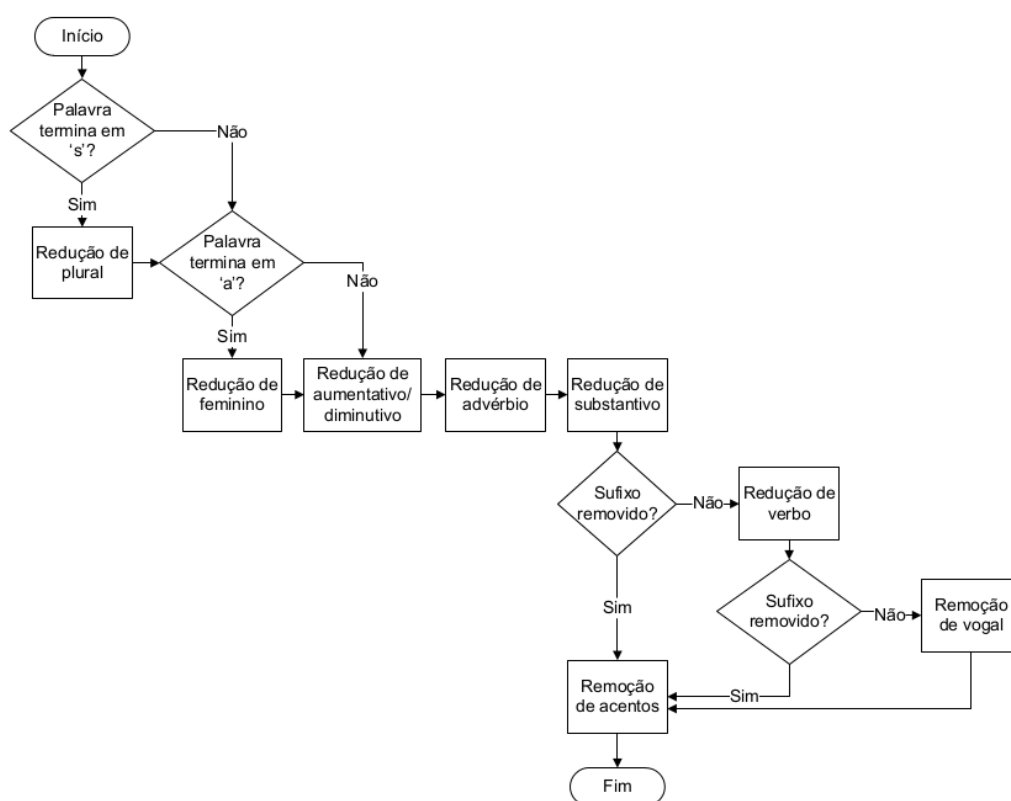 Início
Palavra
termina em
‘s’?
Não
Sim
Redução de
plural
Palavra
termina em
‘a’?
Não
Sim
Redução de
feminino
Redução de
aumentativo/
diminutivo
Redução de
advérbio
Redução de
substantivo
Sufixo
removido?
Não
Redução de
verbo
Sim
Sufixo
removido?
Não
Remoção
de vogal
Sim
Remoção
de acentos
Fim